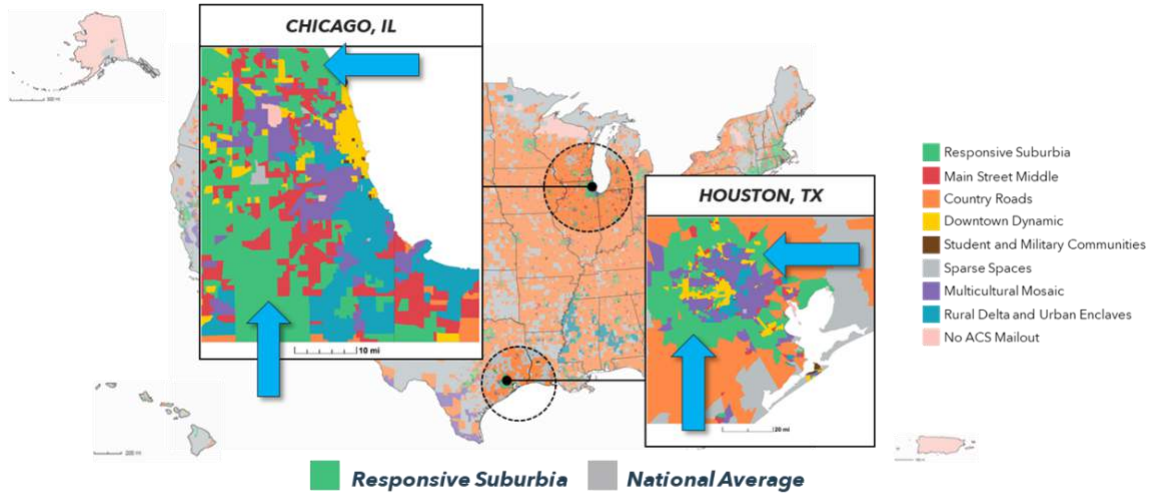 CHICAGO, IL
10 mi
HOUSTON, TX
20 mi
Responsive Suburbia
Main Street Middle
Country Roads
Downtown Dynamic
Student and Military Communities
Sparse Spaces
Multicultural Mosaic
Rural Delta and Urban Enclaves
No ACS Mailout
Responsive Suburbia
National Average